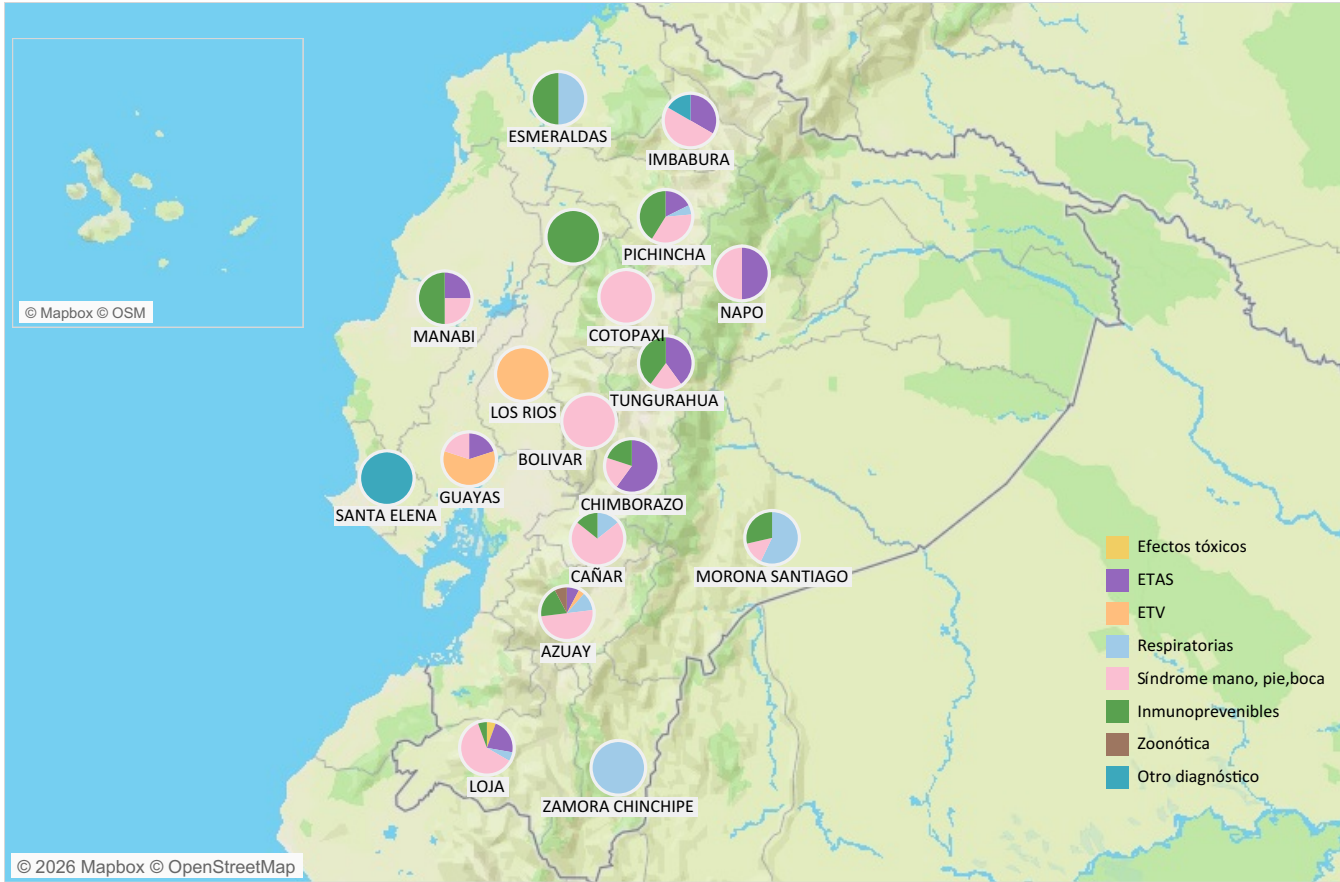 ESMERALDAS
IMBABURA
PICHINCHA
NAPO
© Mapbox © OSM
MANABI
COTOPAXI
LOS RIOS
TUNGURAHUA
BOLIVAR
GUAYAS
CHIMBORAZO
SANTA ELENA
CAÑAR
MORONA SANTIAGO
AZUAY
LOJA
ZAMORA CHINCHIPE
Efectos tóxicos
ETAS
ETV
Respiratorias
Síndrome mano, pie,boca
Inmunoprevenibles
Zoonótica
Otro diagnóstico
© 2026 Mapbox © OpenStreetMap